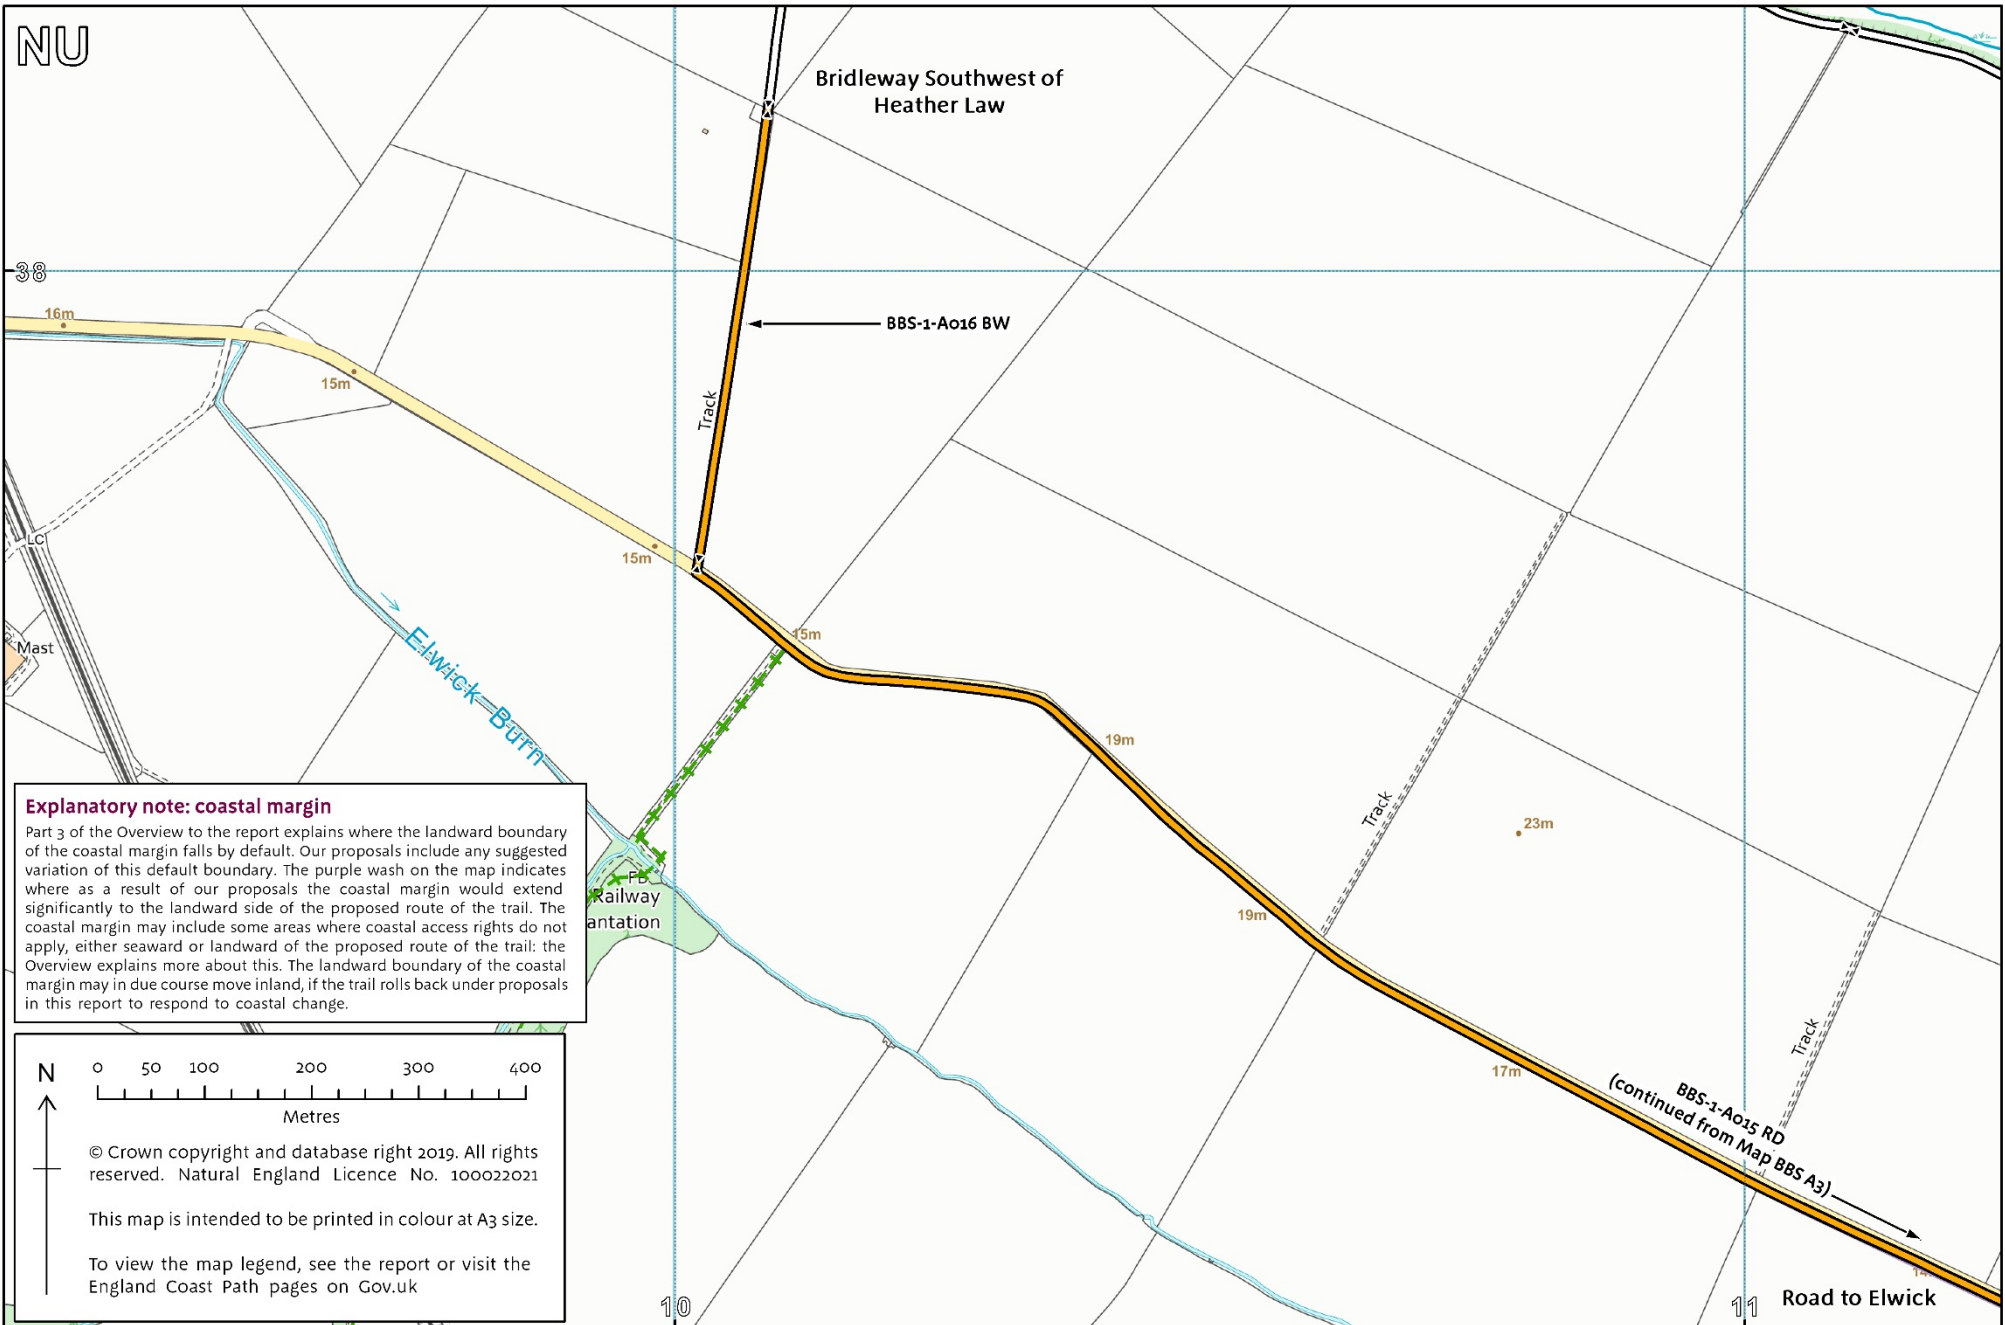 NU
Bridleway Southwest of
Heather Law
38
16m
15m
BBS-1-A016 BW
Track
15m
LC
15m
Mast
Elwick Burn
19m
Track
23m
19m
FB
Railway
antation
Explanatory note: coastal margin
Part 3 of the Overview to the report explains where the landward boundary
of the coastal margin falls by default. Our proposals include any suggested
variation of this default boundary. The purple wash on the map indicates
where as a result of our proposals the coastal margin would extend
significantly to the landward side of the proposed route of the trail. The
coastal margin may include some areas where coastal access rights do not
apply, either seaward or landward of the proposed route of the trail: the
Overview explains more about this. The landward boundary of the coastal
margin may in due course move inland, if the trail rolls back under proposals
in this report to respond to coastal change.
Track
17m
BBS-1-A015 RD
(continued from Map BBS A3)
N
0 50 100 200 300 400
Metres
© Crown copyright and database right 2019. All rights
reserved. Natural England Licence No. 100022021
This map is intended to be printed in colour at A3 size.
To view the map legend, see the report or visit the
England Coast Path pages on Gov.uk
10
11
Road to Elwick